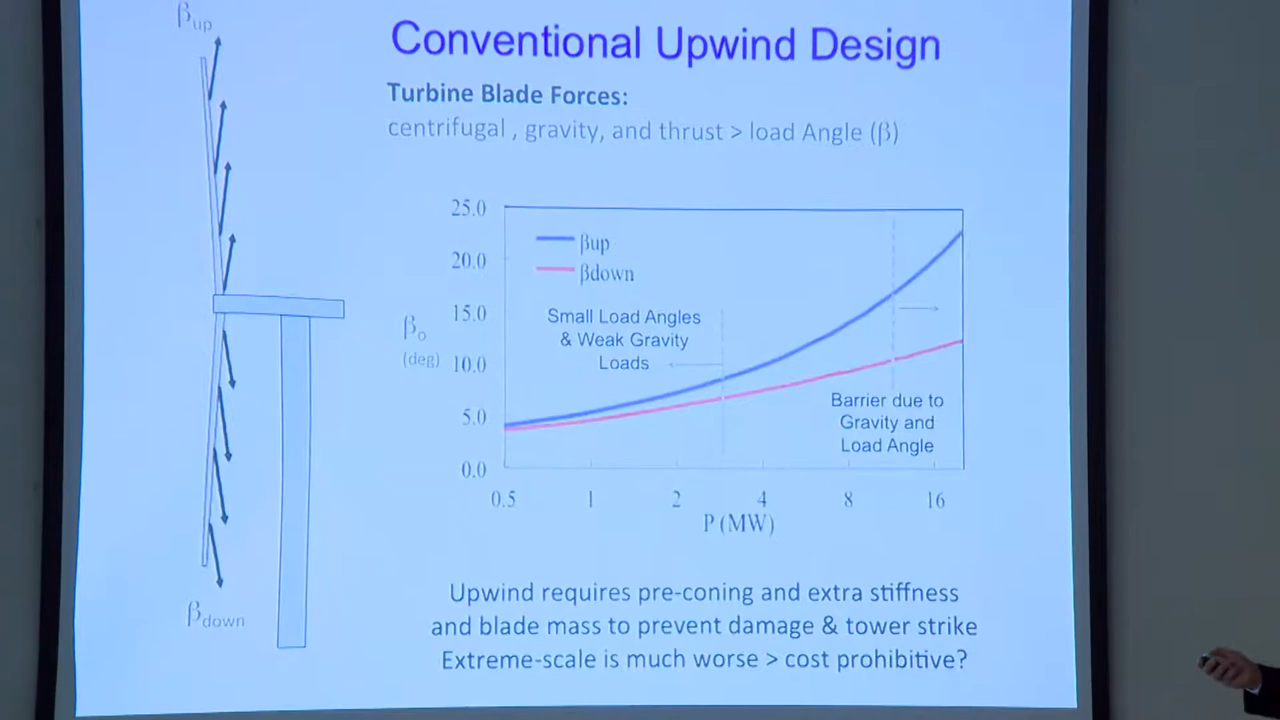 βup
Conventional Upwind Design
Turbine Blade Forces:
centrifugal , gravity, and thrust > load Angle (β)
25.0
20.0
15.0
10.0
5.0
0.0
βo
(deg)
βup
βdown
Small Load Angles
& Weak Gravity
Loads
Barrier due to
Gravity and
Load Angle
0.5 1 2 4 8 16
P (MW)
βdown
Upwind requires pre-coning and extra stiffness
and blade mass to prevent damage & tower strike
Extreme-scale is much worse > cost prohibitive?